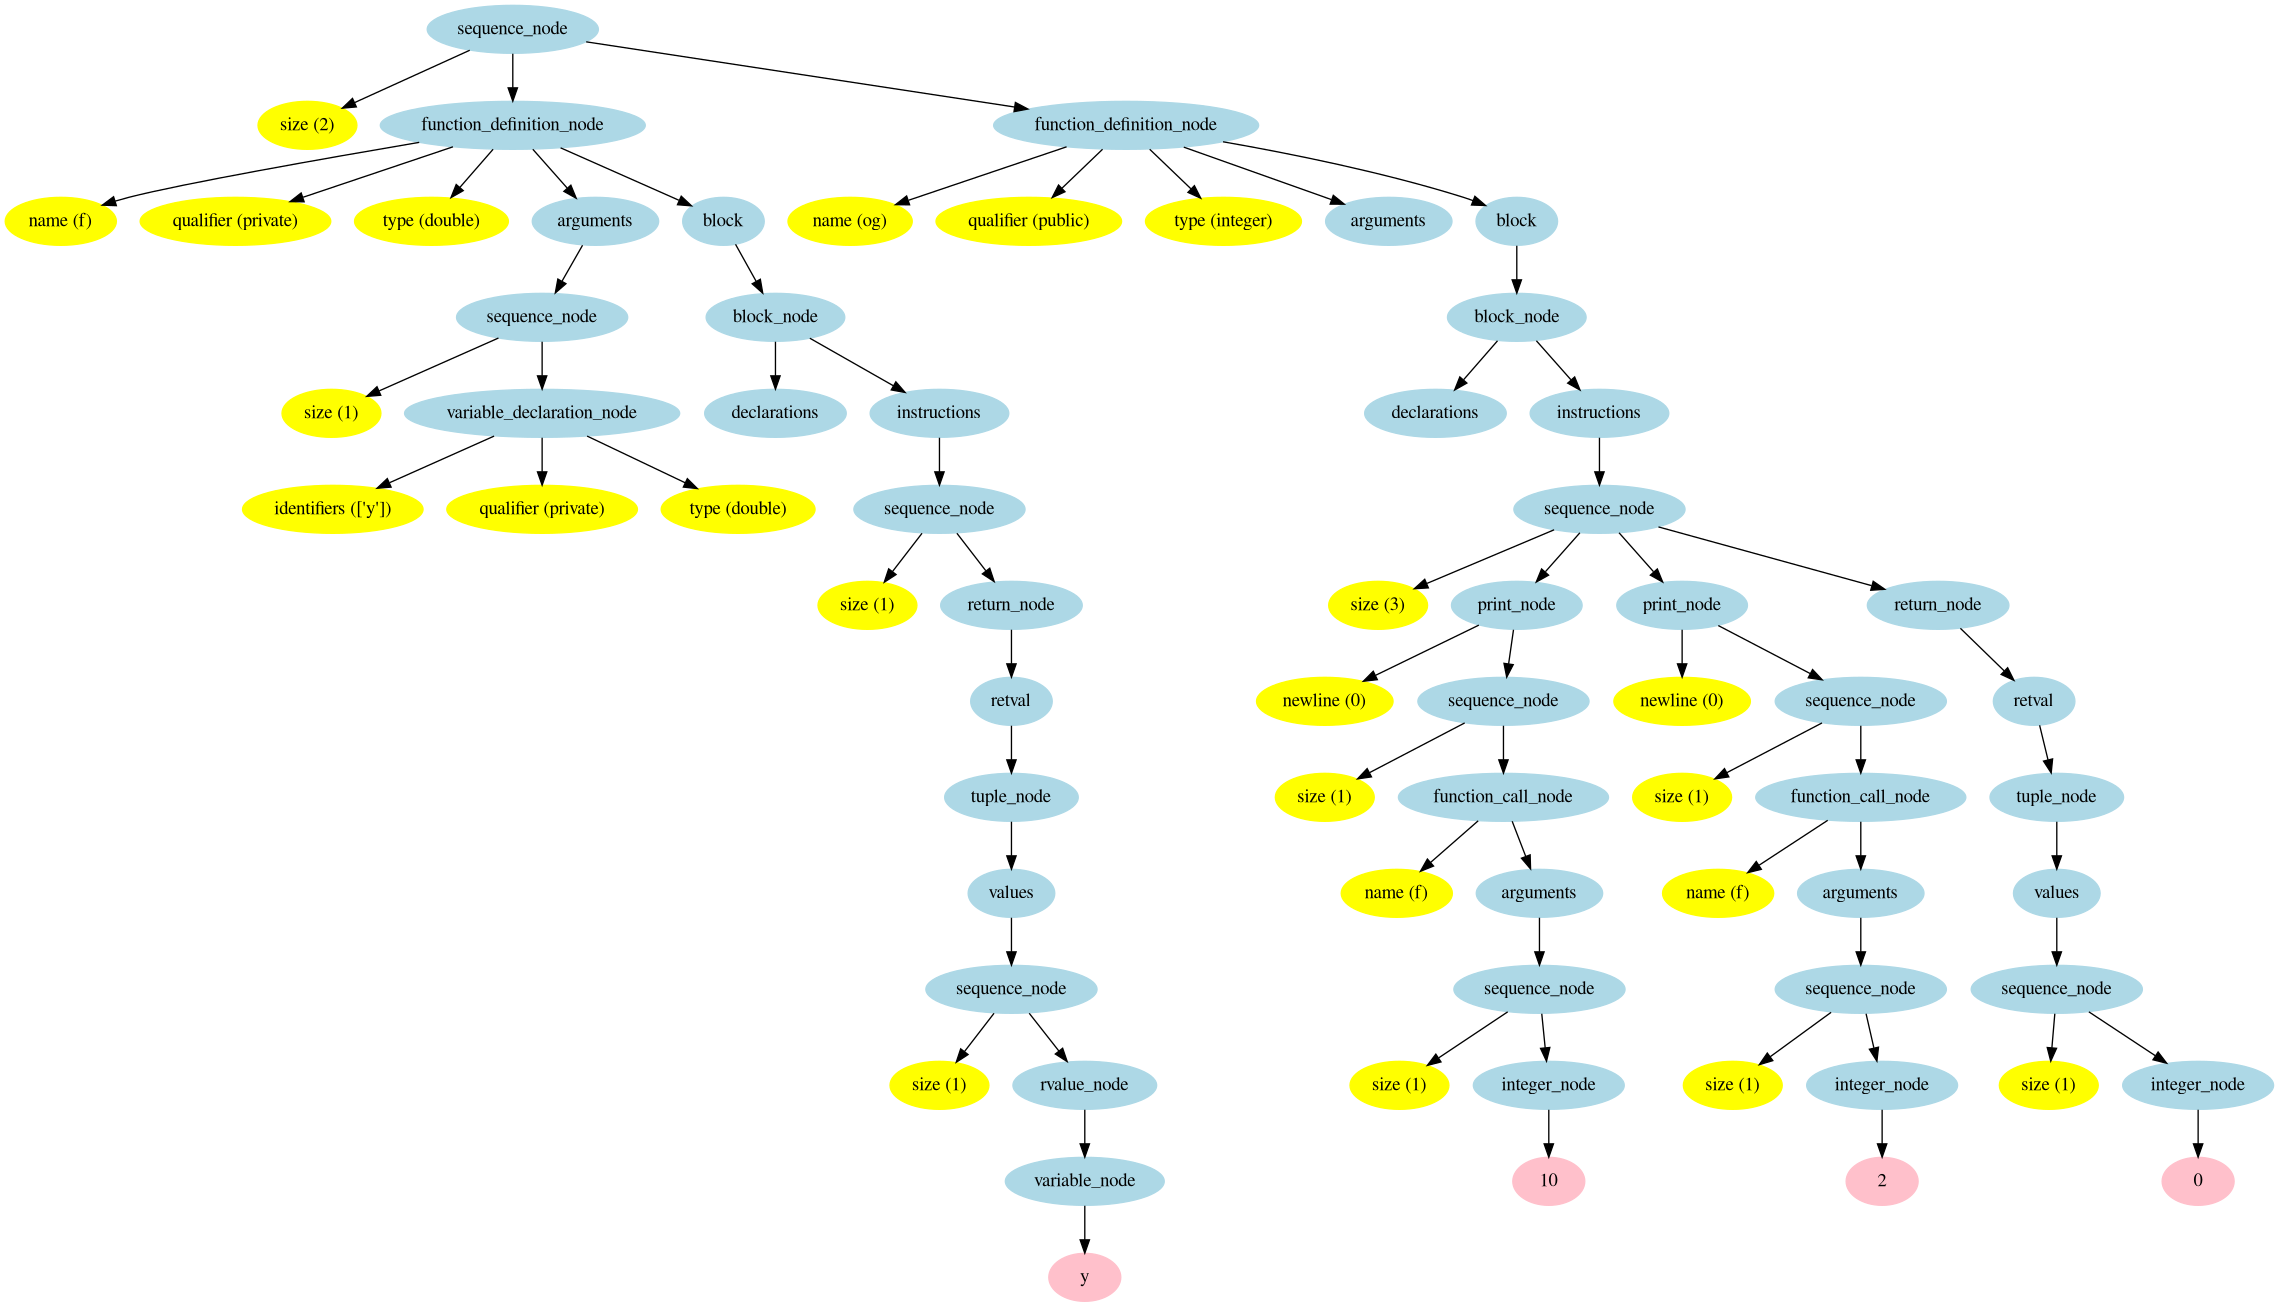 sequence_node
size (2)
function_definition_node
function_definition_node
name (f)
qualifier (private)
type (double)
arguments
block
name (og)
qualifier (public)
type (integer)
arguments
block
sequence_node
block_node
block_node
size (1)
variable_declaration_node
declarations
instructions
declarations
instructions
identifiers (['y'])
qualifier (private)
type (double)
sequence_node
sequence_node
size (1)
return_node
size (3)
print_node
print_node
return_node
retval
newline (0)
sequence_node
newline (0)
sequence_node
retval
tuple_node
size (1)
function_call_node
size (1)
function_call_node
tuple_node
values
name (f)
arguments
name (f)
arguments
values
sequence_node
sequence_node
sequence_node
sequence_node
size (1)
rvalue_node
size (1)
integer_node
size (1)
integer_node
size (1)
integer_node
variable_node
10
2
0
y